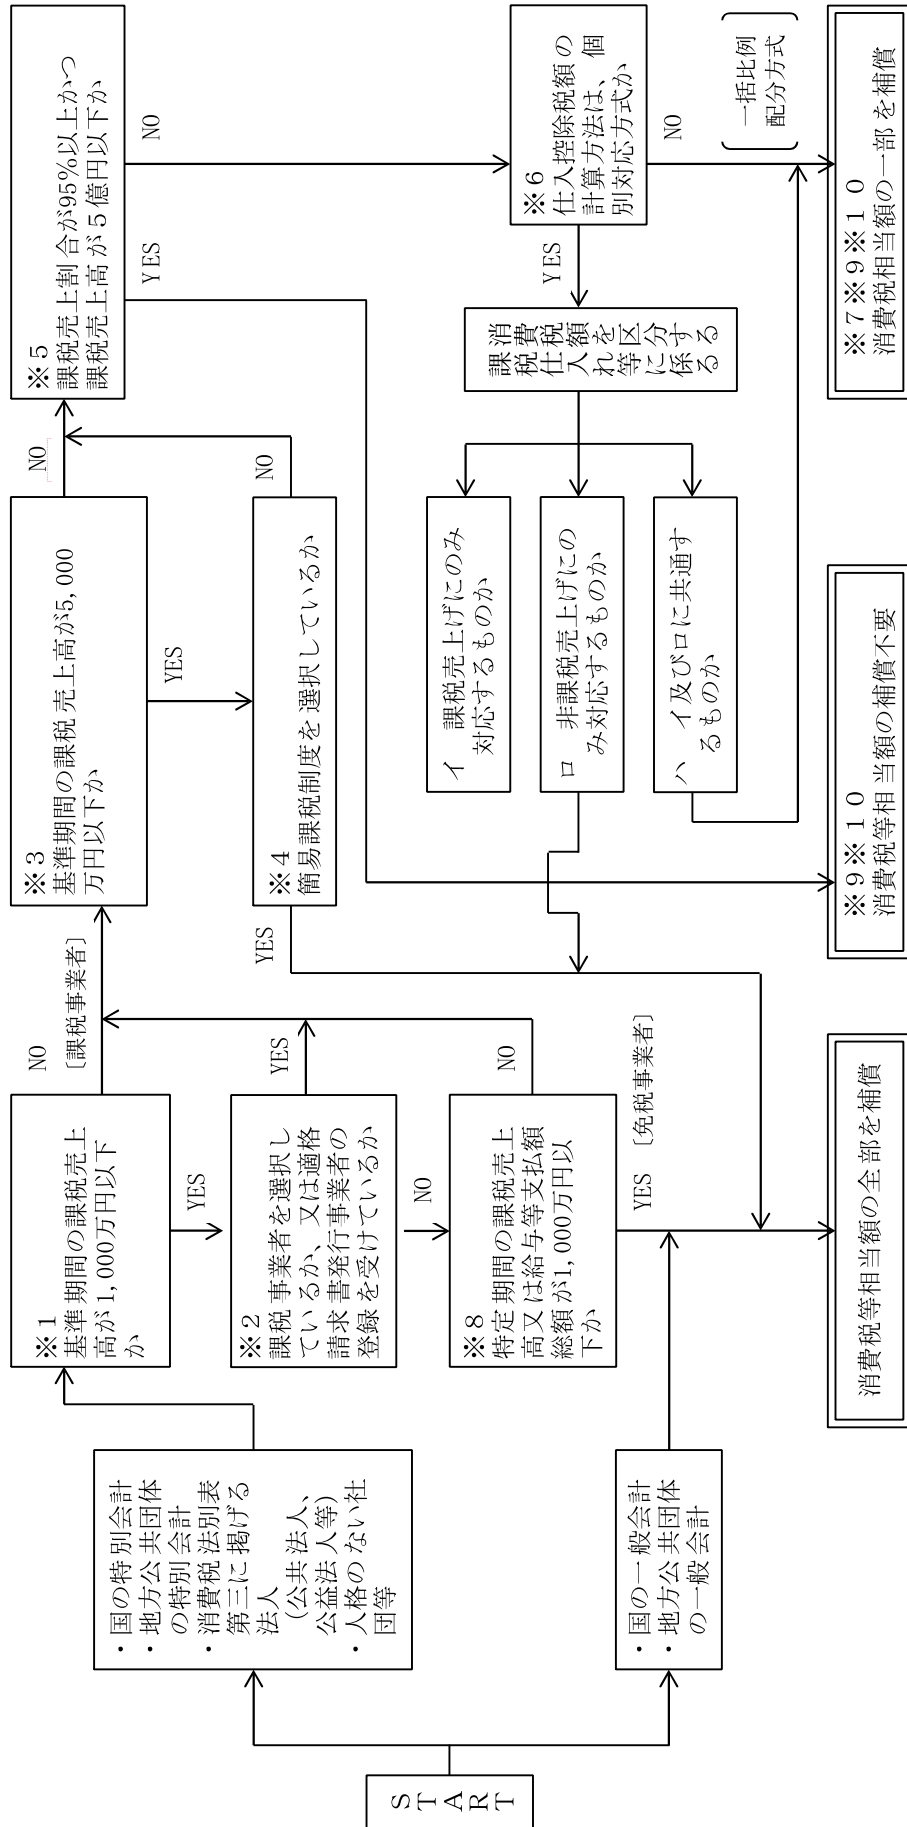 START
・国の特別会計
・地方公共団体
の特別会計
・消費税法別表
第三に掲げる
法人
(公共法人、
公益法人等)
・人格のない社
団等
・国の一般会計
・地方公共団体
の一般会計
※1
基準期間の課税売上
高が1,000万円以下
か
NO
[課税事業者]
YES
※2
課税事業者を選択し
ているか、又は適格
請求書発行事業者の
登録を受けているか
YES
NO
※8
特定期間の課税売上
高又は給与等支払額
総額が1,000万円以
下か
NO
YES [免税事業者]
※3
基準期間の課税売上高が5,000
万円以下か
NO
YES
※4
簡易課税制度を選択しているか
YES
NO
※5
課税売上割合が95%以上かつ
課税売上高が5億円以下か
YES
NO
※6
仕入控除税額の
計算方法は、個
別対応方式か
YES
NO
一括比例
配分方式
課税仕入れ等に係る
消費税額を区分する
イ 課税売上げにのみ
対応するものか
ロ 非課税売上げにの
み対応するものか
ハ イ及びロに共通す
るものか
消費税等相当額の全部を補償
※9※10
消費税等相当額の補償不要
※7※9※10
消費税相当額の一部を補償